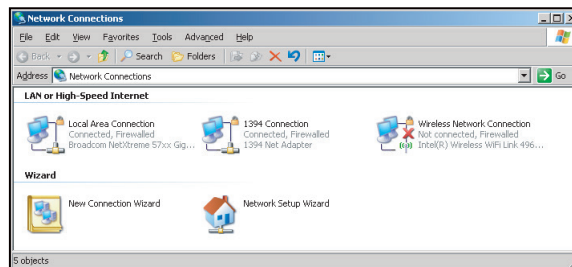 Network Connections
File Edit View Favorites Tools Advanced Help
Back Search Folders
Address Network Connections Go
LAN or High-Speed Internet
Local Area Connection
Connected, Firewalled
Broadcom NetXtreme 57xx Gig...
1394 Connection
Connected, Firewalled
1394 Net Adapter
Wireless Network Connection
Not connected, Firewalled
Intel(R) Wireless WiFi Link 496...
Wizard
New Connection Wizard
Network Setup Wizard
5 objects